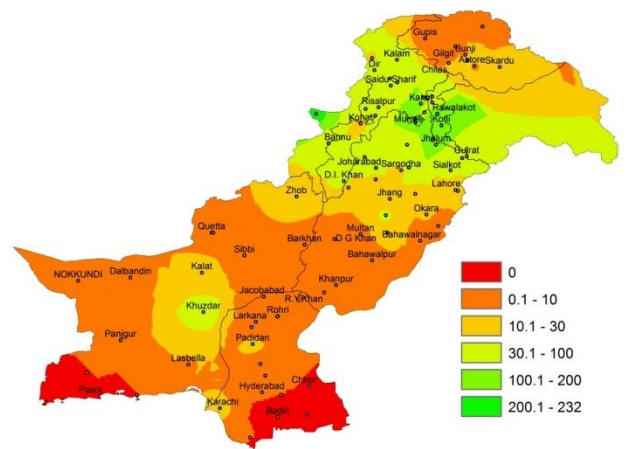 Gupis
Gilgit
Bunji
Astore
Skardu
Chilas
Kalam
Dir
Saidu Sharif
Risalpur
Kohat
Rawalakot
Kotli
Bannu
Jhelum
Gujrat
Joharabad
Sargodha
Sialkot
D.I. Khan
Zhob
Jhang
Lahore
Okara
Quetta
Multan
Barkhan
D G Khan
Bahawalnagar
Sibbi
Bahawalpur
NOKKUNDI
Dalbandin
Kalat
Khanpur
Jacobabad
R.Y.Khan
Khuzdar
Larkana
Rohri
Panjgur
Padidan
Lasbella
Pasni
Hyderabad
Chhor
Karachi
Badin
0
0.1 - 10
10.1 - 30
30.1 - 100
100.1 - 200
200.1 - 232